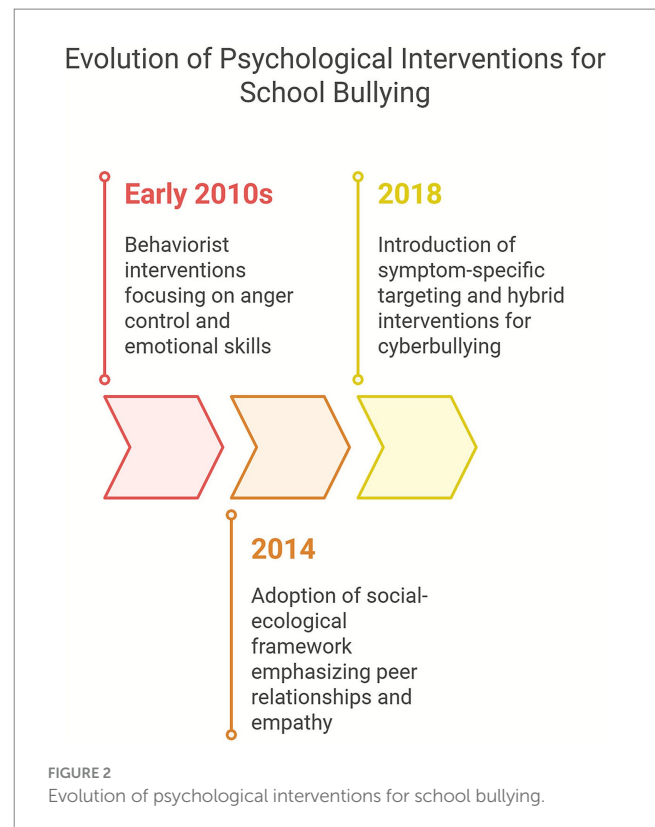 Evolution of Psychological Interventions for
School Bullying
Early 2010s
Behaviorist
interventions
focusing on anger
control and
emotional skills
2018
Introduction of
symptom-specific
targeting and hybrid
interventions for
cyberbullying
2014
Adoption of social-
ecological
framework
emphasizing peer
relationships and
empathy
FIGURE 2
Evolution of psychological interventions for school bullying.